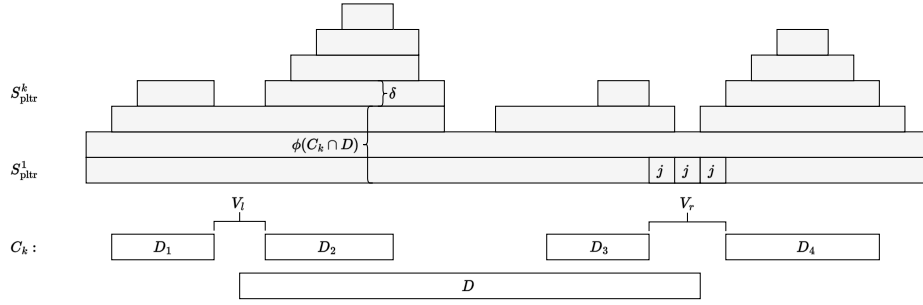 S^k_pltr
δ
ϕ(C_k ∩ D)
S^1_pltr
j j j
V_l V_r
C_k : D_1 D_2 D_3 D_4
D